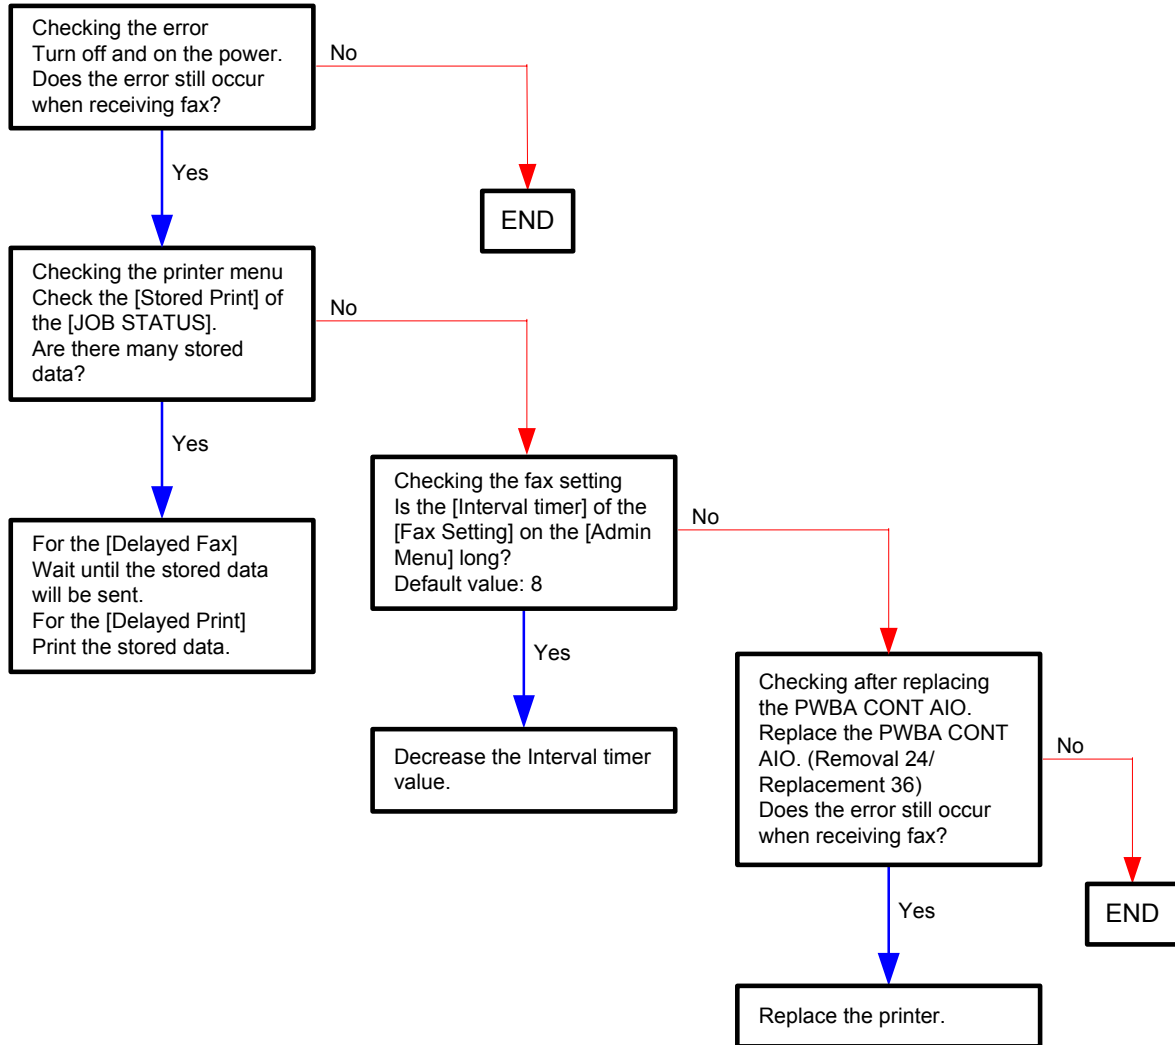 Checking the error
Turn off and on the power.
Does the error still occur
when receiving fax?
No
Yes
END
Checking the printer menu
Check the [Stored Print] of
the [JOB STATUS].
Are there many stored
data?
No
Yes
For the [Delayed Fax]
Wait until the stored data
will be sent.
For the [Delayed Print]
Print the stored data.
Checking the fax setting
Is the [Interval timer] of the
[Fax Setting] on the [Admin
Menu] long?
Default value: 8
No
Yes
Decrease the Interval timer
value.
Checking after replacing
the PWBA CONT AIO.
Replace the PWBA CONT
AIO. (Removal 24/
Replacement 36)
Does the error still occur
when receiving fax?
No
Yes
END
Replace the printer.